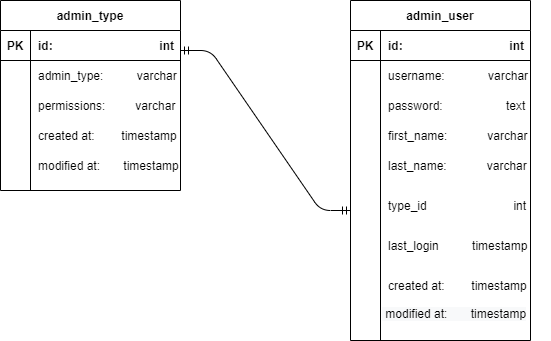 admin_type
PK id: int
admin_type: varchar
permissions: varchar
created at: timestamp
modified at: timestamp
admin_user
PK id: int
username: varchar
password: text
first_name: varchar
last_name: varchar
type_id int
last_login timestamp
created at: timestamp
modified at: timestamp